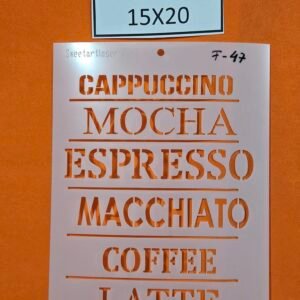 15X20
F-47
CAPPUCCINO
MOCHA
ESPRESSO
MACCHIATO
COFFEE
LATTE